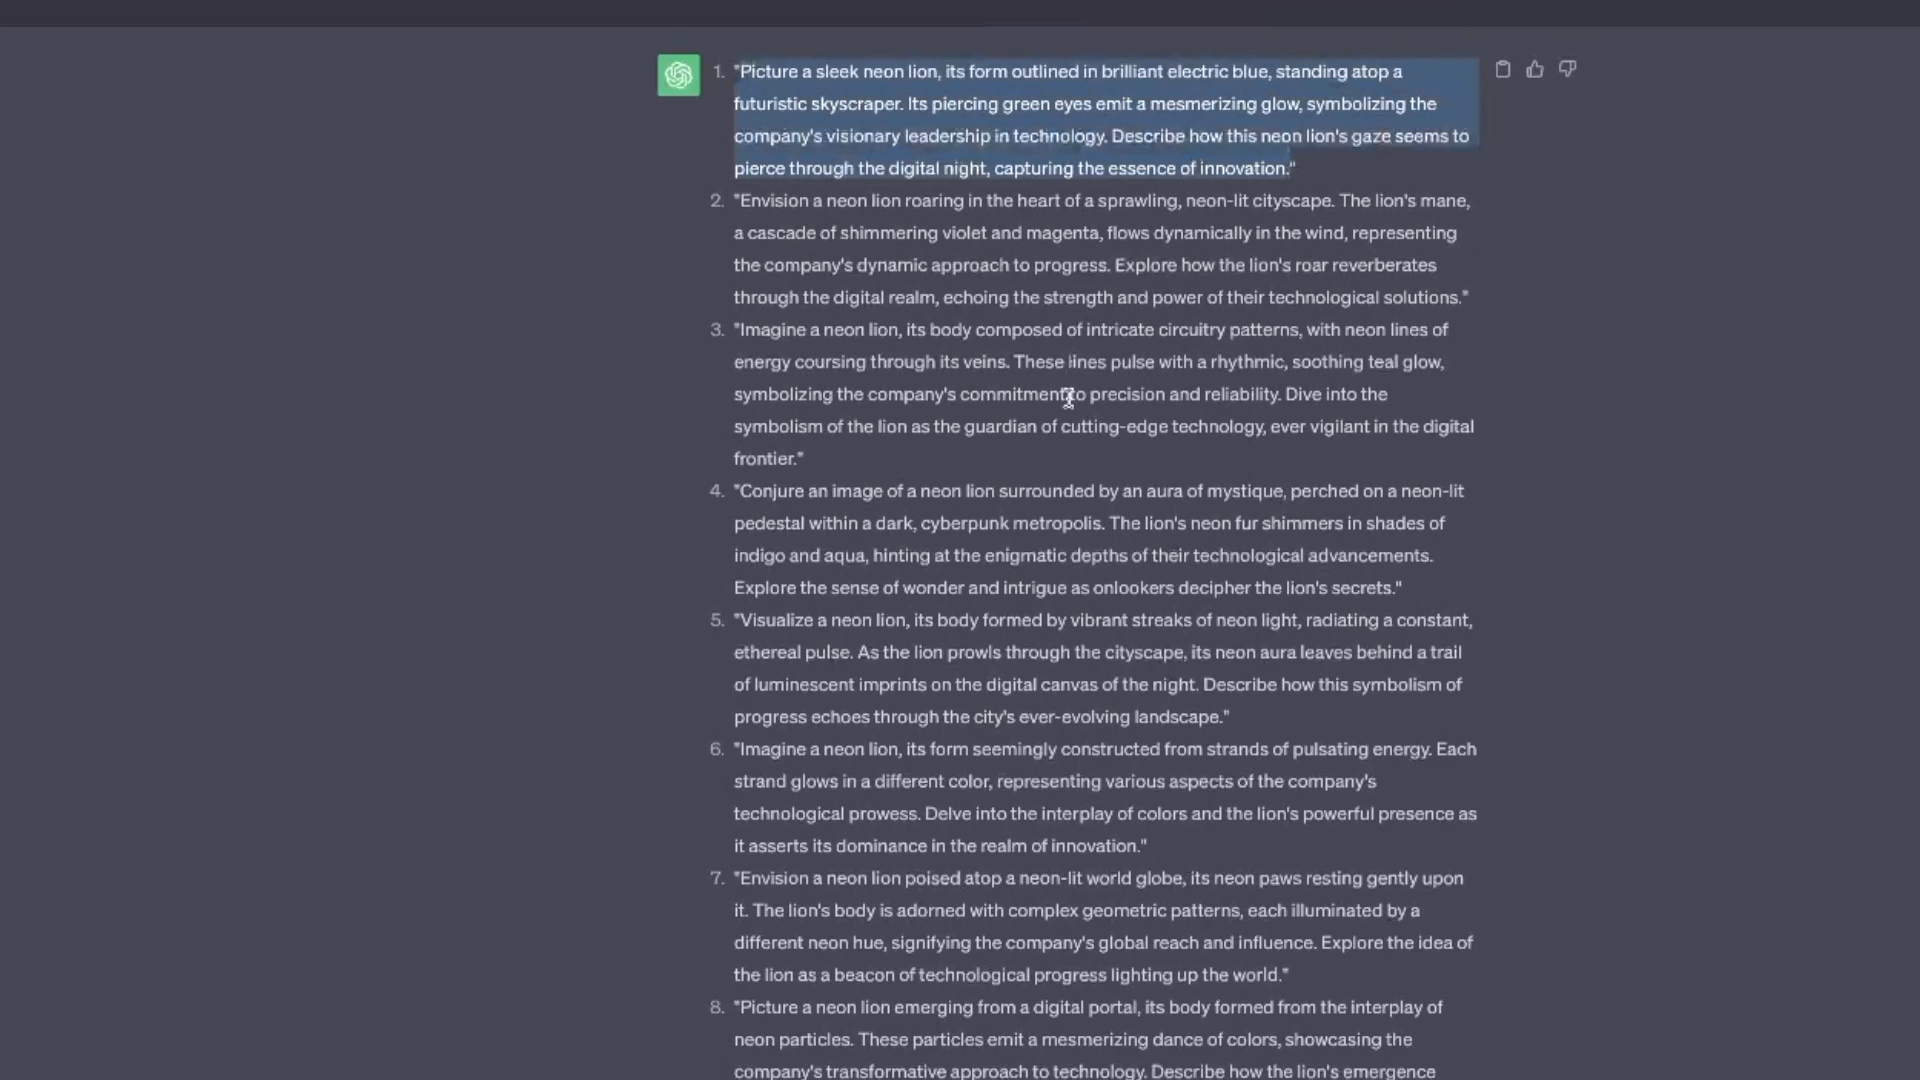 1. "Picture a sleek neon lion, its form outlined in brilliant electric blue, standing atop a
futuristic skyscraper. Its piercing green eyes emit a mesmerizing glow, symbolizing the
company's visionary leadership in technology. Describe how this neon lion's gaze seems to
pierce through the digital night, capturing the essence of innovation."
2. "Envision a neon lion roaring in the heart of a sprawling, neon-lit cityscape. The lion's mane,
a cascade of shimmering violet and magenta, flows dynamically in the wind, representing
the company's dynamic approach to progress. Explore how the lion's roar reverberates
through the digital realm, echoing the strength and power of their technological solutions."
3. "Imagine a neon lion, its body composed of intricate circuitry patterns, with neon lines of
energy coursing through its veins. These lines pulse with a rhythmic, soothing teal glow,
symbolizing the company's commitment to precision and reliability. Dive into the
symbolism of the lion as the guardian of cutting-edge technology, ever vigilant in the digital
frontier."
4. "Conjure an image of a neon lion surrounded by an aura of mystique, perched on a neon-lit
pedestal within a dark, cyberpunk metropolis. The lion's neon fur shimmers in shades of
indigo and aqua, hinting at the enigmatic depths of their technological advancements.
Explore the sense of wonder and intrigue as onlookers decipher the lion's secrets."
5. "Visualize a neon lion, its body formed by vibrant streaks of neon light, radiating a constant,
ethereal pulse. As the lion prowls through the cityscape, its neon aura leaves behind a trail
of luminescent imprints on the digital canvas of the night. Describe how this symbolism of
progress echoes through the city's ever-evolving landscape."
6. "Imagine a neon lion, its form seemingly constructed from strands of pulsating energy. Each
strand glows in a different color, representing various aspects of the company's
technological prowess. Delve into the interplay of colors and the lion's powerful presence as
it asserts its dominance in the realm of innovation."
7. "Envision a neon lion poised atop a neon-lit world globe, its neon paws resting gently upon
it. The lion's body is adorned with complex geometric patterns, each illuminated by a
different neon hue, signifying the company's global reach and influence. Explore the idea of
the lion as a beacon of technological progress lighting up the world."
8. "Picture a neon lion emerging from a digital portal, its body formed from the interplay of
neon particles. These particles emit a mesmerizing dance of colors, showcasing the
company's transformative approach to technology. Describe how the lion's emergence